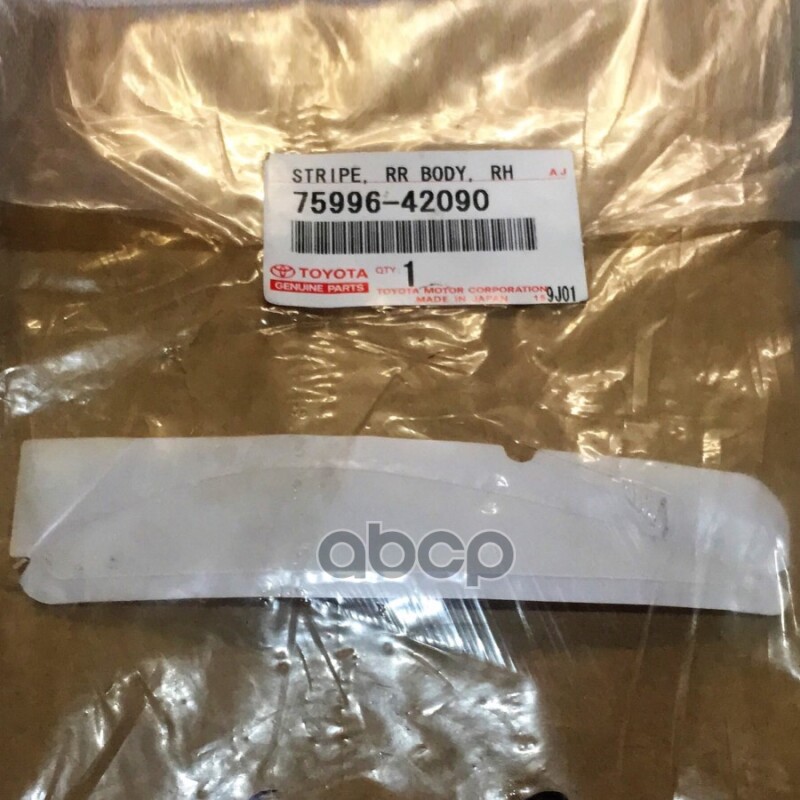 STRIPE, RR BODY, RH AJ
75996-42090
TOYOTA QTY. 1
GENUINE PARTS TOYOTA MOTOR CORPORATION
MADE IN JAPAN 16 9J01
abcp